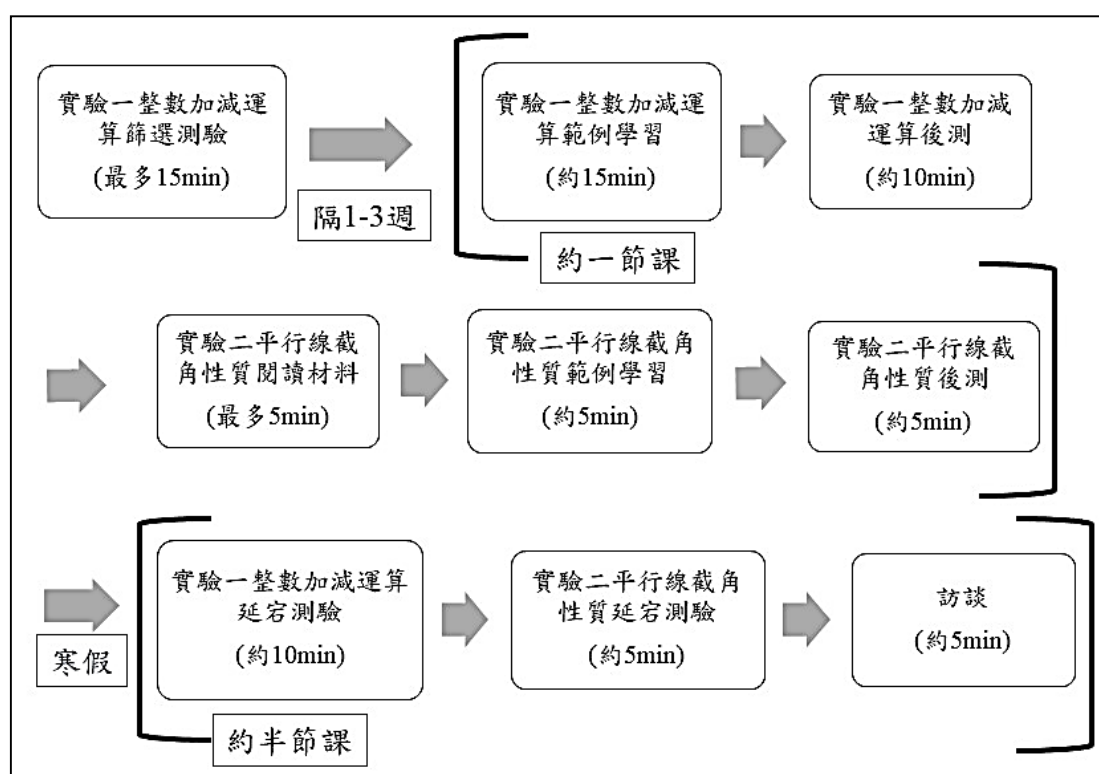 實驗一整數加減運
算篩選測驗
(最多15min)
隔1-3週
實驗一整數加減運
算範例學習
(約15min)
實驗一整數加減
運算後測
(約10min)
約一節課
實驗二平行線截
角性質閱讀材料
(最多5min)
實驗二平行線截角
性質範例學習
(約5min)
實驗二平行線截
角性質後測
(約5min)
寒假
實驗一整數加減運算
延宕測驗
(約10min)
實驗二平行線截角
性質延宕測驗
(約5min)
訪談
(約5min)
約半節課